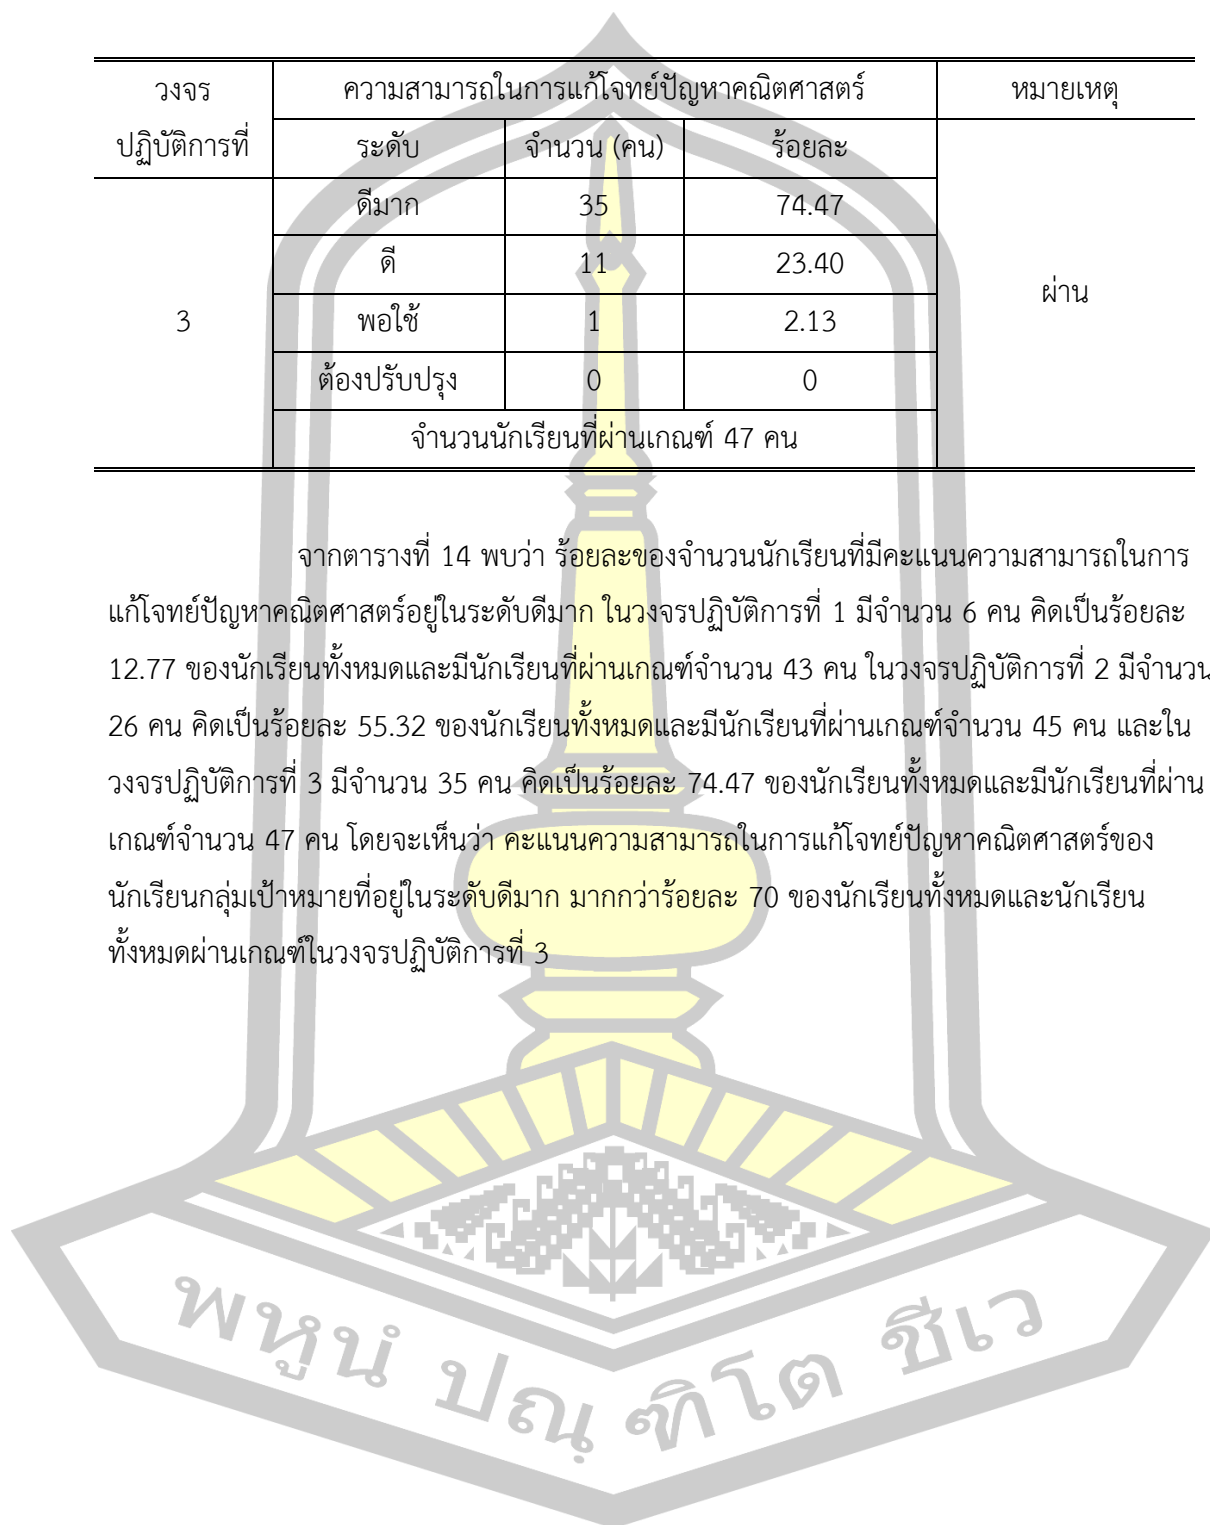 วงจร ความสามารถในการแก้โจทย์ปัญหาคณิตศาสตร์ หมายเหตุ
ปฏิบัติการที่ ระดับ จำนวน (คน) ร้อยละ
ดีมาก 35 74.47
ดี 11 23.40
3 พอใช้ 1 2.13 ผ่าน
ต้องปรับปรุง 0 0
จำนวนนักเรียนที่ผ่านเกณฑ์ 47 คน
จากตารางที่ 14 พบว่า ร้อยละของจำนวนนักเรียนที่มีคะแนนความสามารถในการ
แก้โจทย์ปัญหาคณิตศาสตร์อยู่ในระดับดีมาก ในวงจรปฏิบัติการที่ 1 มีจำนวน 6 คน คิดเป็นร้อยละ
12.77 ของนักเรียนทั้งหมดและมีนักเรียนที่ผ่านเกณฑ์จำนวน 43 คน ในวงจรปฏิบัติการที่ 2 มีจำนวน
26 คน คิดเป็นร้อยละ 55.32 ของนักเรียนทั้งหมดและมีนักเรียนที่ผ่านเกณฑ์จำนวน 45 คน และใน
วงจรปฏิบัติการที่ 3 มีจำนวน 35 คน คิดเป็นร้อยละ 74.47 ของนักเรียนทั้งหมดและมีนักเรียนที่ผ่าน
เกณฑ์จำนวน 47 คน โดยจะเห็นว่า คะแนนความสามารถในการแก้โจทย์ปัญหาคณิตศาสตร์ของ
นักเรียนกลุ่มเป้าหมายที่อยู่ในระดับดีมาก มากกว่าร้อยละ 70 ของนักเรียนทั้งหมดและนักเรียน
ทั้งหมดผ่านเกณฑ์ในวงจรปฏิบัติการที่ 3
พหูนํ ปณฺฑิโต ชีเว